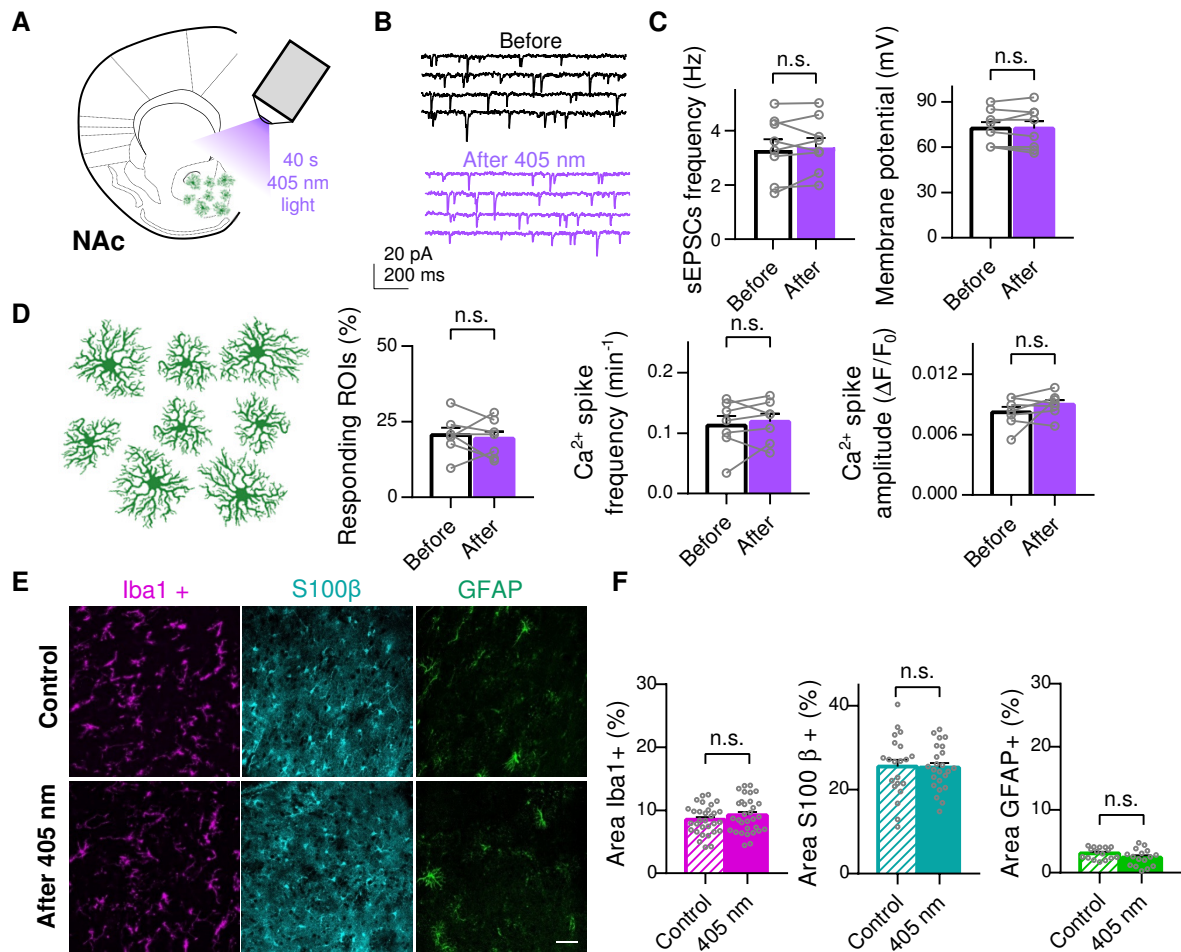 A
40 s
405 nm
light
NAc
B
Before
After 405 nm
20 pA
200 ms
C
sEPSCs frequency (Hz)
n.s.
4
2
0
Before
After
Membrane potential (mV)
n.s.
90
60
30
0
Before
After
D
Responding ROIs (%)
n.s.
50
25
0
Before
After
Ca²⁺ spike
frequency (min⁻¹)
n.s.
0.2
0.1
0.0
Before
After
Ca²⁺ spike
amplitude (ΔF/F₀)
n.s.
0.012
0.006
0.000
Before
After
E
Iba1 +
S100β
GFAP
Control
After 405 nm
F
Area Iba1+ (%)
n.s.
30
20
10
0
Control
405 nm
Area S100 β + (%)
n.s.
40
20
0
Control
405 nm
Area GFAP+ (%)
n.s.
30
20
10
0
Control
405 nm